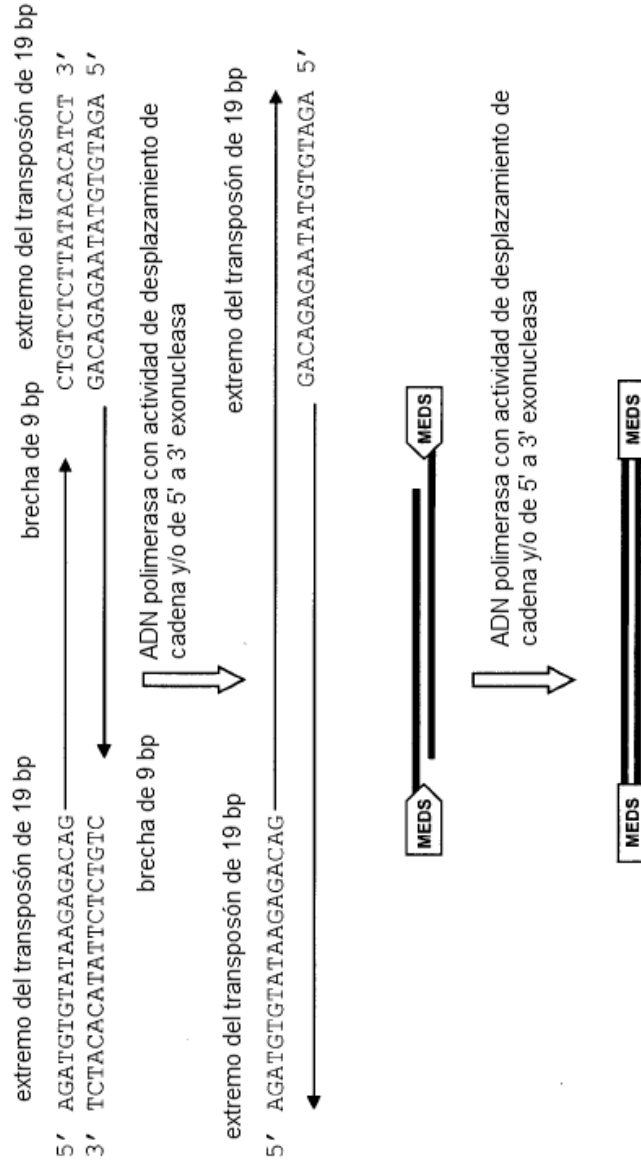 extremo del transposón de 19 bp
brecha de 9 bp
extremo del transposón de 19 bp
5' AGATGTGTATAAGAGACAG
CTGTCTCTTATACACATCT 3'
3' TCTACACATATTCTCTGTC
GACAGAGAATATGTGTAGA 5'
brecha de 9 bp
ADN polimerasa con actividad de desplazamiento de
cadena y/o de 5' a 3' exonucleasa
extremo del transposón de 19 bp
extremo del transposón de 19 bp
5' AGATGTGTATAAGAGACAG
GACAGAGAATATGTGTAGA 5'
MEDS
MEDS
ADN polimerasa con actividad de desplazamiento de
cadena y/o de 5' a 3' exonucleasa
MEDS
MEDS